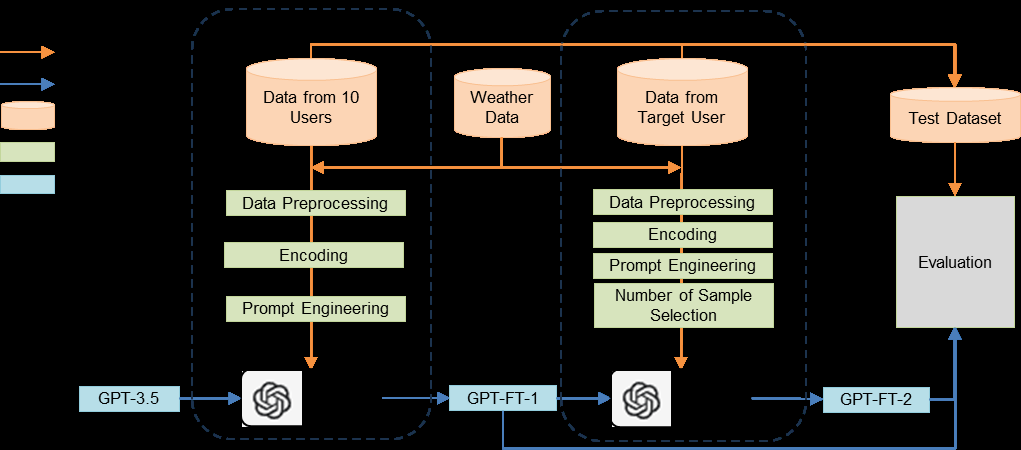 Data from 10
Users
Weather
Data
Data from
Target User
Test Dataset
Data Preprocessing
Encoding
Prompt Engineering
Data Preprocessing
Encoding
Prompt Engineering
Number of Sample
Selection
Evaluation
GPT-3.5
GPT-FT-1
GPT-FT-2